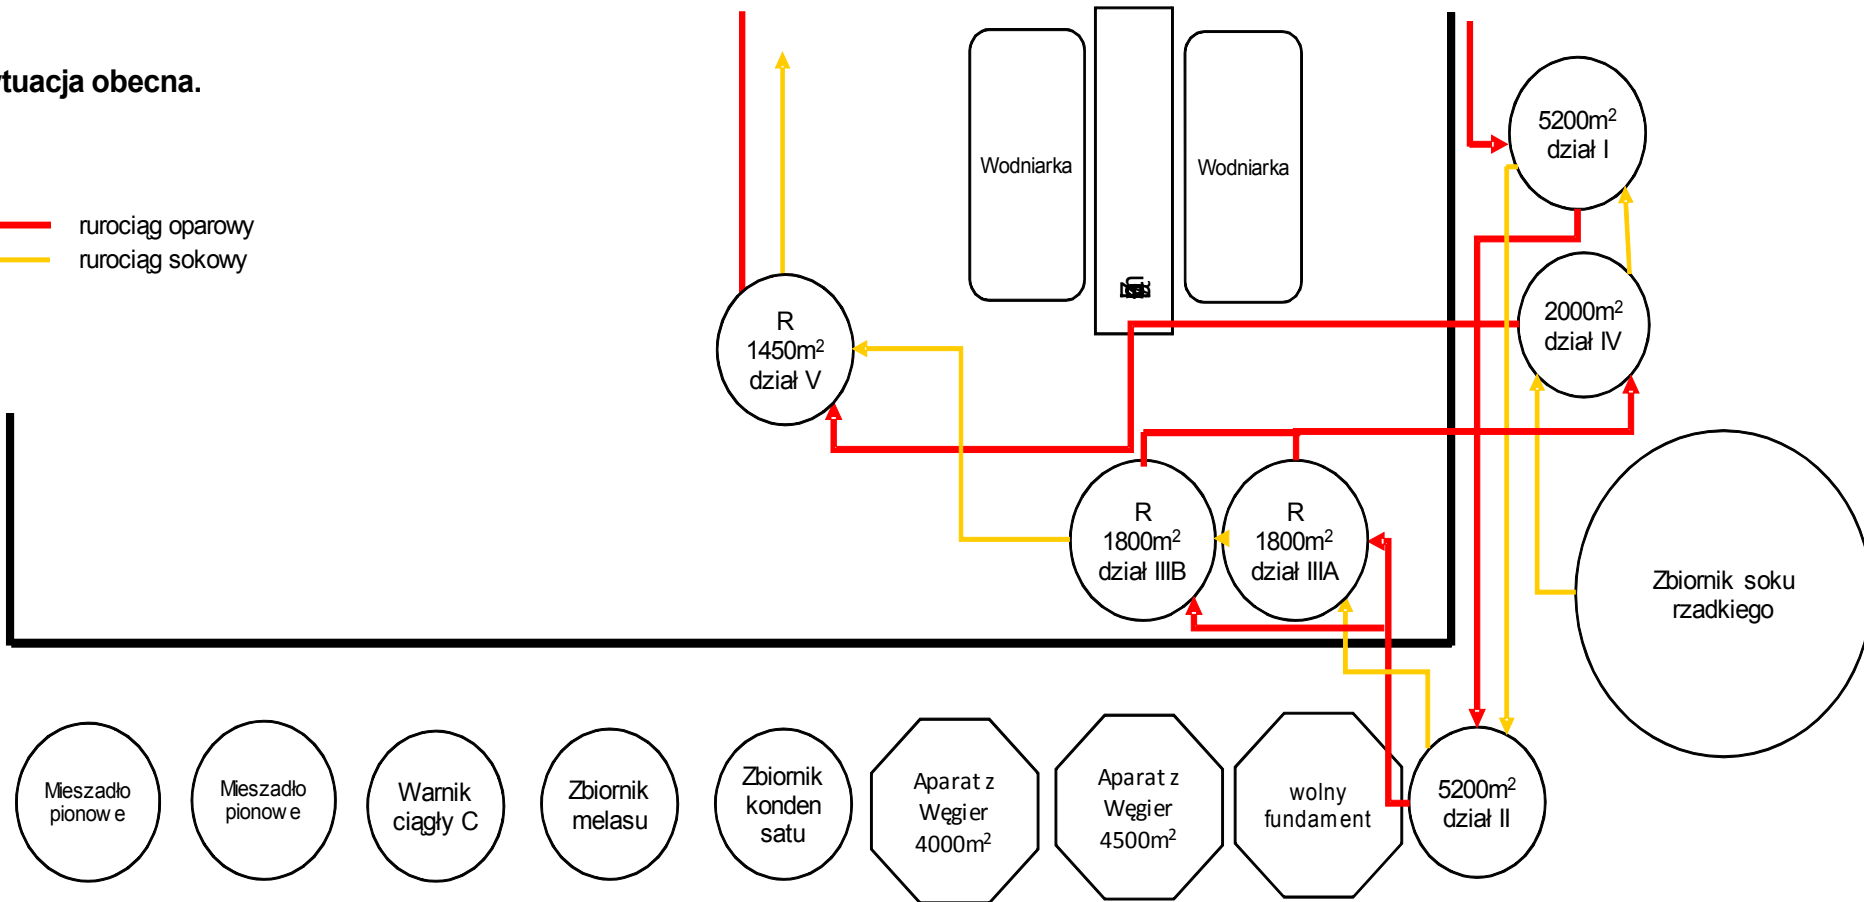 tuacja obecna.
rurociąg oparowy
rurociąg sokowy
Wodniarka
Wodniarka
5200m²
dział I
2000m²
dział IV
R
1450m²
dział V
R
1800m²
dział IIIB
R
1800m²
dział IIIA
Zbiornik soku
rzadkiego
Mieszadło
pionowe
Mieszadło
pionowe
Warnik
ciągły C
Zbiornik
melasu
Zbiornik
konden
satu
Aparat z
Węgier
4000m²
Aparat z
Węgier
4500m²
wolny
fundament
5200m²
dział II